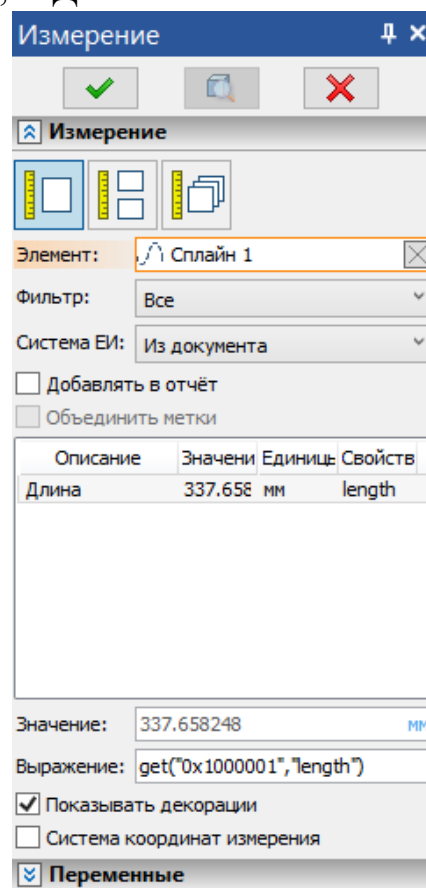 Измерение
Измерение
Элемент: Сплайн 1
Фильтр: Все
Система ЕИ: Из документа
Добавлять в отчёт
Объединить метки
Описание Значени Единиць Свойств
Длина 337.658 мм length
Значение: 337.658248 мм
Выражение: get("0x1000001","length")
Показывать декорации
Система координат измерения
Переменные